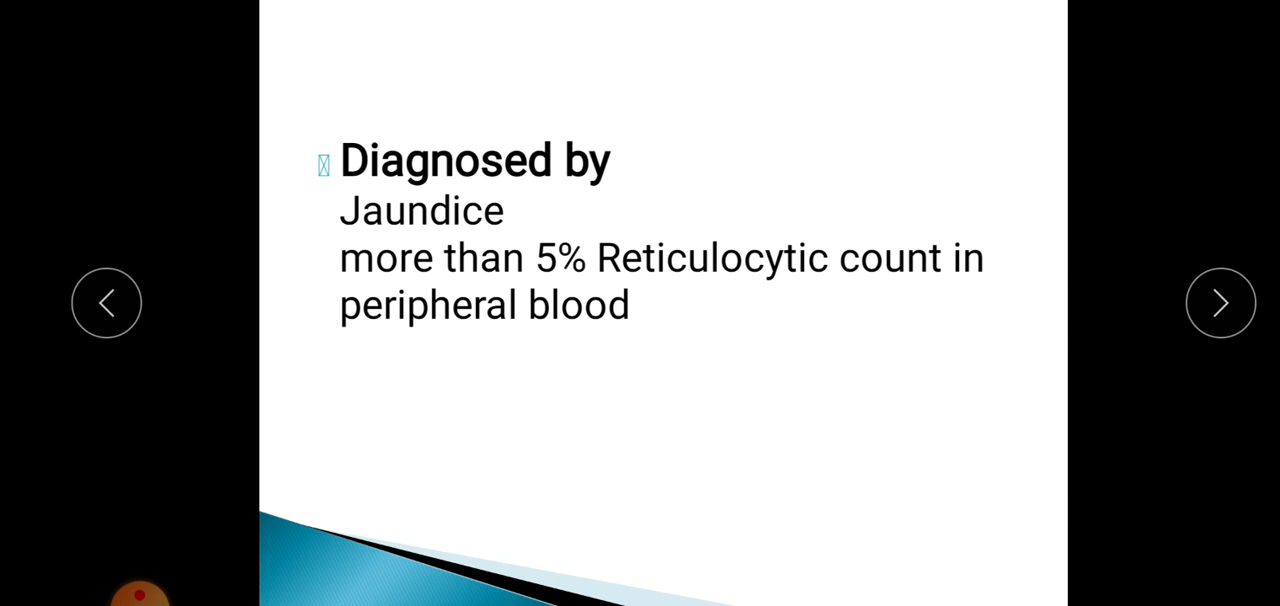 Diagnosed by
Jaundice
more than 5% Reticulocytic count in
peripheral blood